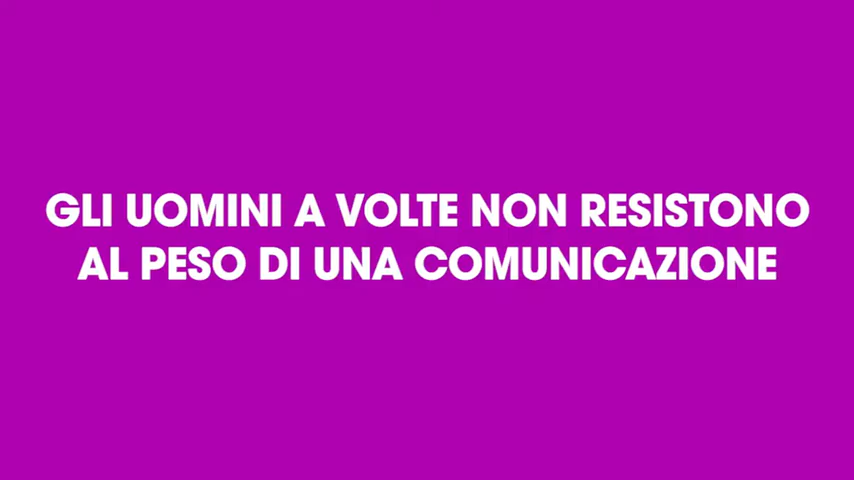 GLI UOMINI A VOLTE NON RESISTONO
AL PESO DI UNA COMUNICAZIONE